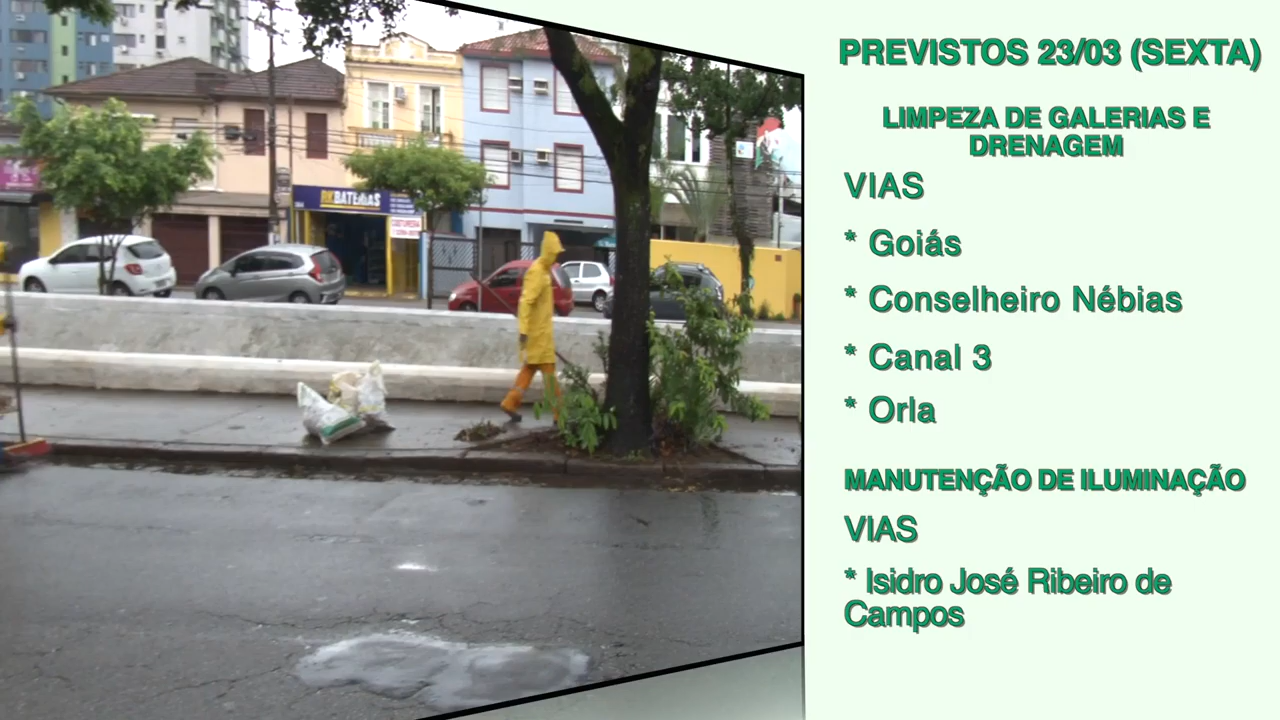 PREVISTOS 23/03 (SEXTA)
LIMPEZA DE GALERIAS E
DRENAGEM
VIAS
* Goiás
* Conselheiro Nébias
* Canal 3
* Orla
MANUTENÇÃO DE ILUMINAÇÃO
VIAS
* Isidro José Ribeiro de
Campos
BATERIAS